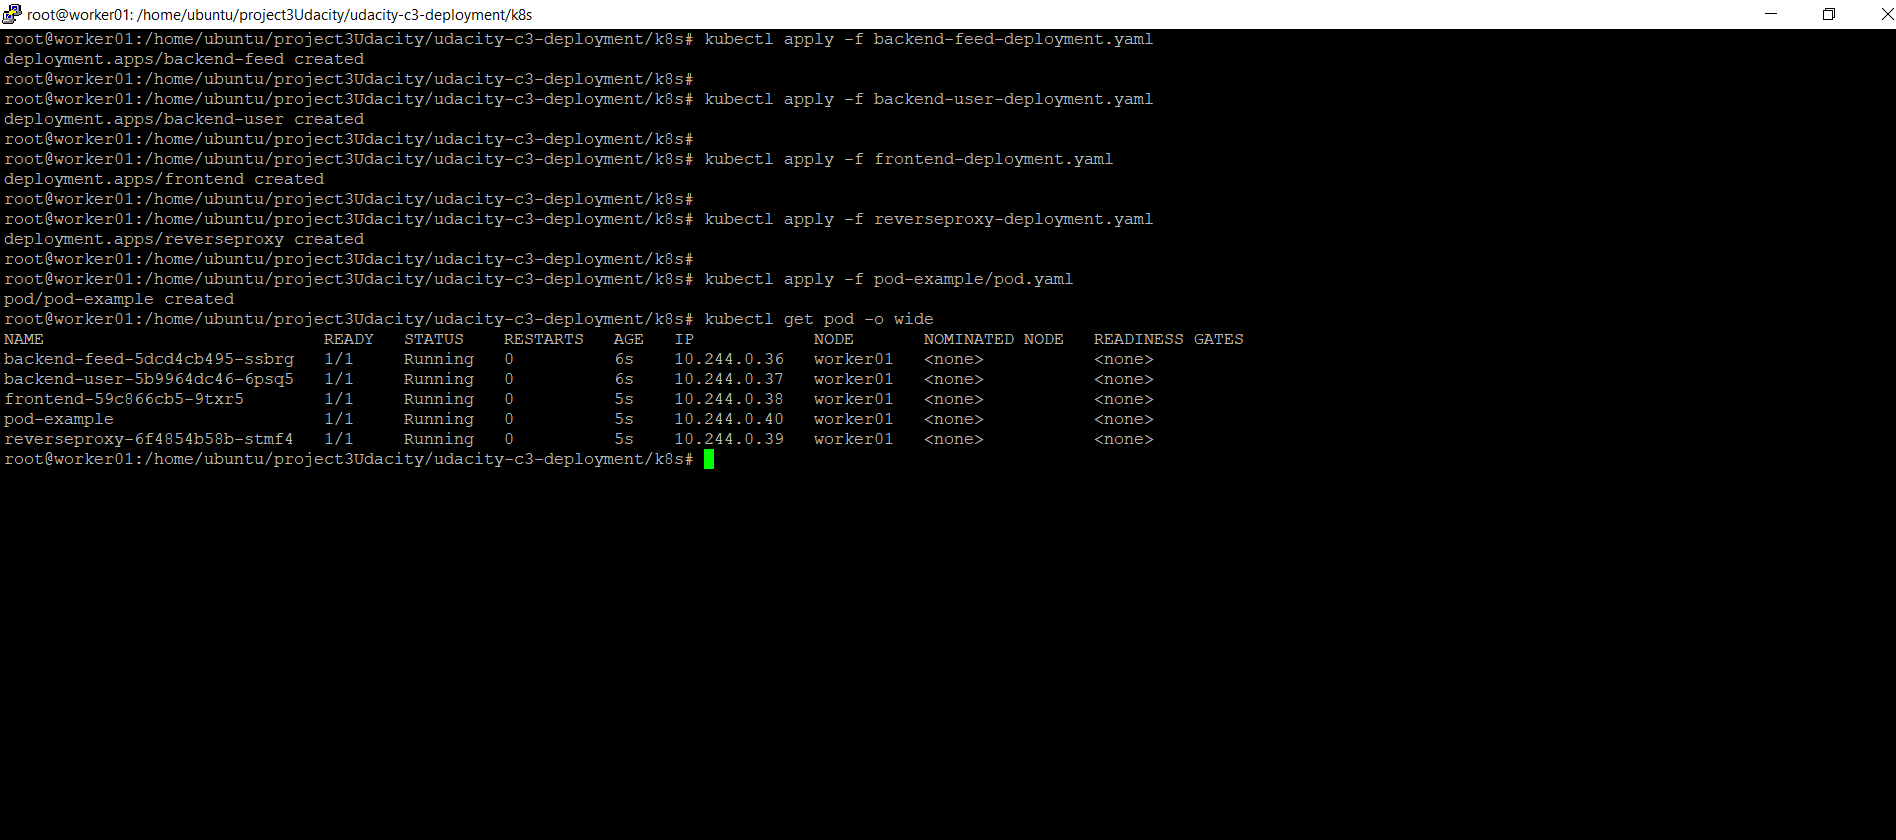 root@worker01: /home/ubuntu/project3Udacity/udacity-c3-deployment/k8s
root@worker01:/home/ubuntu/project3Udacity/udacity-c3-deployment/k8s# kubectl apply -f backend-feed-deployment.yaml
deployment.apps/backend-feed created
root@worker01:/home/ubuntu/project3Udacity/udacity-c3-deployment/k8s#
root@worker01:/home/ubuntu/project3Udacity/udacity-c3-deployment/k8s# kubectl apply -f backend-user-deployment.yaml
deployment.apps/backend-user created
root@worker01:/home/ubuntu/project3Udacity/udacity-c3-deployment/k8s#
root@worker01:/home/ubuntu/project3Udacity/udacity-c3-deployment/k8s# kubectl apply -f frontend-deployment.yaml
deployment.apps/frontend created
root@worker01:/home/ubuntu/project3Udacity/udacity-c3-deployment/k8s#
root@worker01:/home/ubuntu/project3Udacity/udacity-c3-deployment/k8s# kubectl apply -f reverseproxy-deployment.yaml
deployment.apps/reverseproxy created
root@worker01:/home/ubuntu/project3Udacity/udacity-c3-deployment/k8s#
root@worker01:/home/ubuntu/project3Udacity/udacity-c3-deployment/k8s# kubectl apply -f pod-example/pod.yaml
pod/pod-example created
root@worker01:/home/ubuntu/project3Udacity/udacity-c3-deployment/k8s# kubectl get pod -o wide
NAME READY STATUS RESTARTS AGE IP NODE NOMINATED NODE READINESS GATES
backend-feed-5dcd4cb495-ssbrg 1/1 Running 0 6s 10.244.0.36 worker01 <none> <none>
backend-user-5b9964dc46-6psq5 1/1 Running 0 6s 10.244.0.37 worker01 <none> <none>
frontend-59c866cb5-9txr5 1/1 Running 0 5s 10.244.0.38 worker01 <none> <none>
pod-example 1/1 Running 0 5s 10.244.0.40 worker01 <none> <none>
reverseproxy-6f4854b58b-stmf4 1/1 Running 0 5s 10.244.0.39 worker01 <none> <none>
root@worker01:/home/ubuntu/project3Udacity/udacity-c3-deployment/k8s#